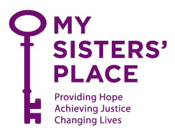 MY
SISTERS’
PLACE
Providing Hope
Achieving Justice
Changing Lives